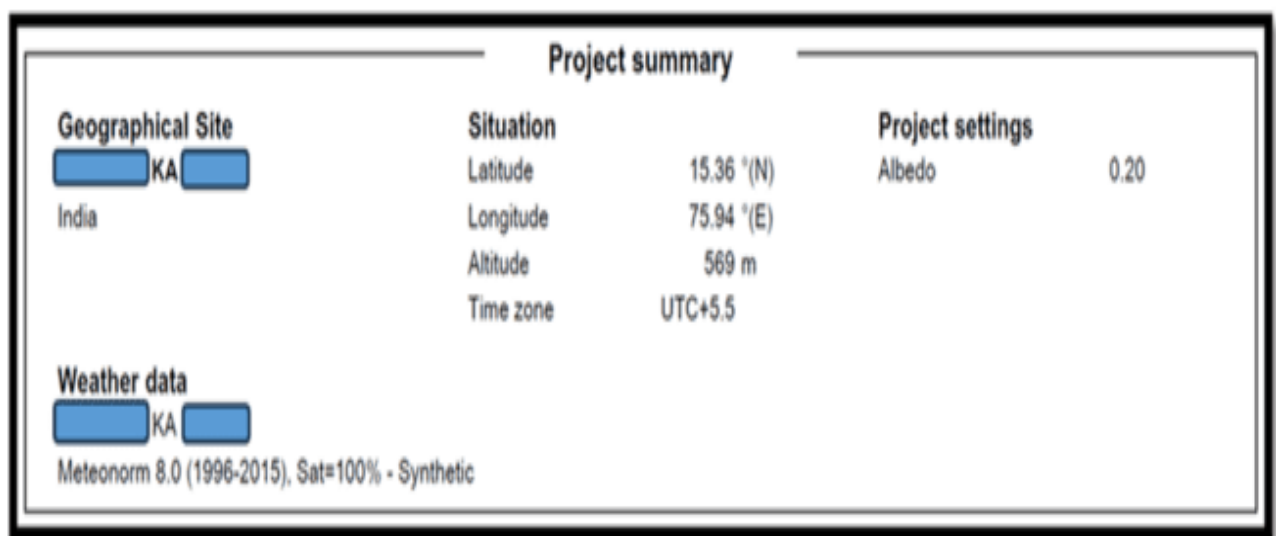 Project summary
Geographical Site
KA
India
Situation
Latitude 15.36 °(N)
Longitude 75.94 °(E)
Altitude 569 m
Time zone UTC+5.5
Project settings
Albedo 0.20
Weather data
KA
Meteonorm 8.0 (1996-2015), Sat=100% - Synthetic